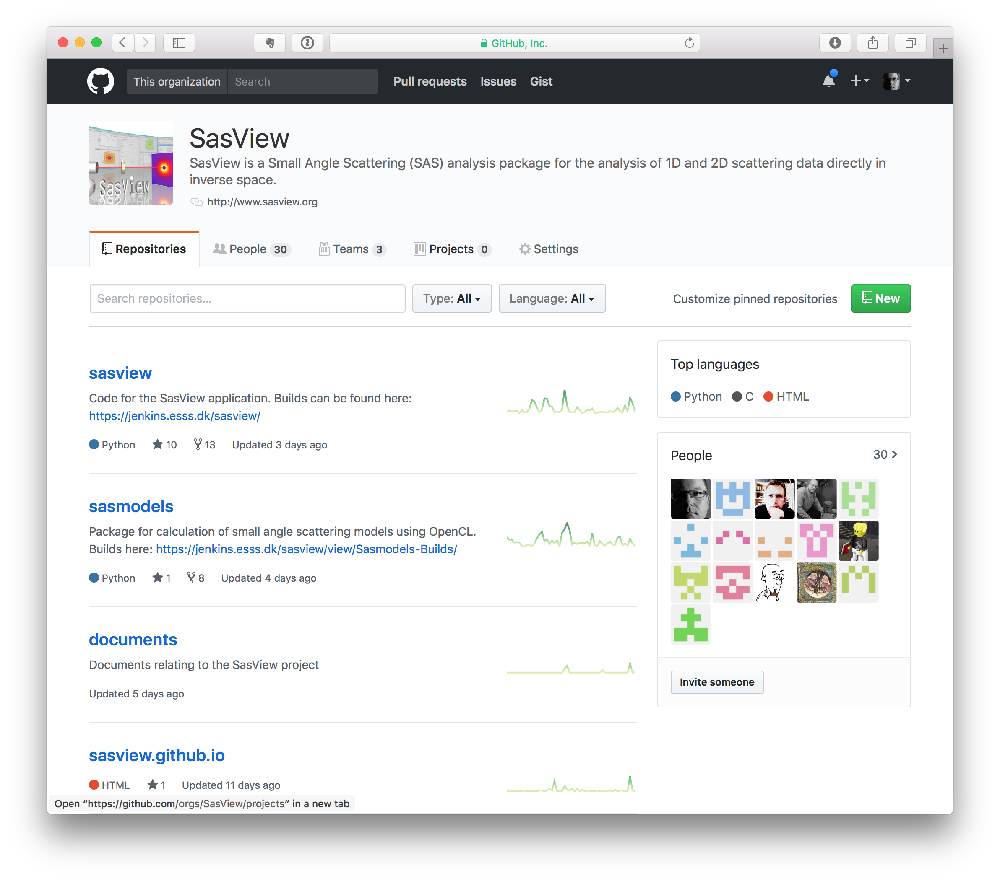 GitHub, Inc.
This organization Search Pull requests Issues Gist
SasView
SasView
SasView is a Small Angle Scattering (SAS) analysis package for the analysis of 1D and 2D scattering data directly in
inverse space.
http://www.sasview.org
Repositories People 30 Teams 3 Projects 0 Settings
Search repositories... Type: All Language: All Customize pinned repositories New
sasview
Code for the SasView application. Builds can be found here:
https://jenkins.esss.dk/sasview/
Python 10 13 Updated 3 days ago
sasmodels
Package for calculation of small angle scattering models using OpenCL.
Builds here: https://jenkins.esss.dk/sasview/view/Sasmodels-Builds/
Python 1 8 Updated 4 days ago
documents
Documents relating to the SasView project
Updated 5 days ago
sasview.github.io
HTML 1 Updated 11 days ago
Top languages
Python C HTML
People 30
Invite someone
Open “https://github.com/orgs/SasView/projects” in a new tab